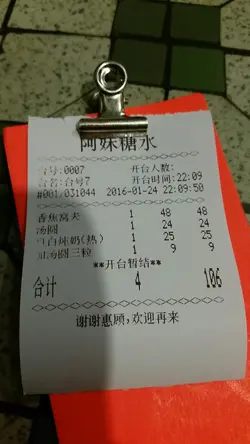 阿妹糖水
台号:0007 开台人数:
台名:台号7 开台时间:22:09
#001/031044 2016-01-24 22:09:50
香蕉窝夫 1 48 48
汤圆 1 24 24
白炖奶(热) 1 25 25
汤圆三粒 1 9 9
**开台暂结**
合计 4 106
谢谢惠顾,欢迎再来